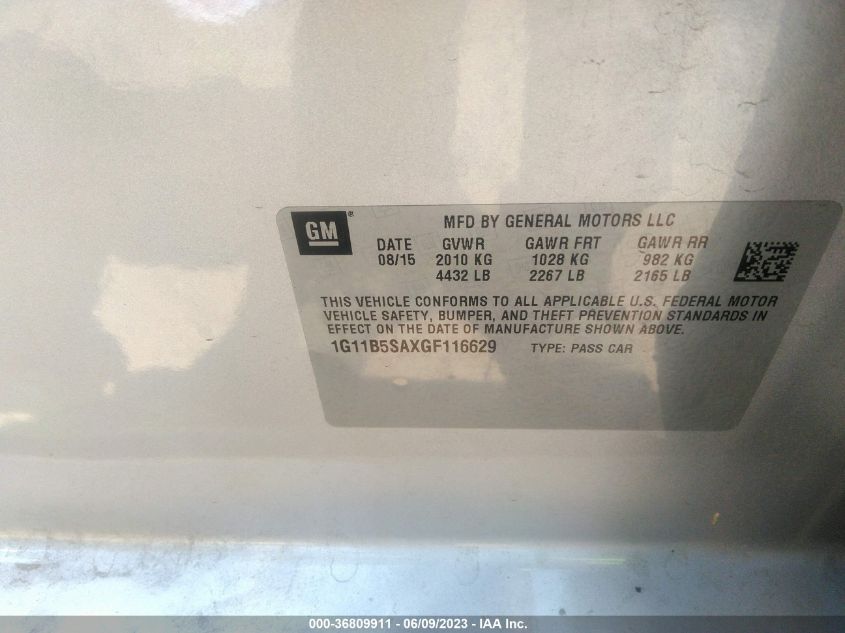 GM®
MFD BY GENERAL MOTORS LLC
DATE GVWR GAWR FRT GAWR RR
08/15 2010 KG 1028 KG 982 KG
4432 LB 2267 LB 2165 LB
THIS VEHICLE CONFORMS TO ALL APPLICABLE U.S. FEDERAL MOTOR
VEHICLE SAFETY, BUMPER, AND THEFT PREVENTION STANDARDS IN
EFFECT ON THE DATE OF MANUFACTURE SHOWN ABOVE.
1G11B5SAXGF116629 TYPE: PASS CAR
000-36809911 - 06/09/2023 - IAA Inc.